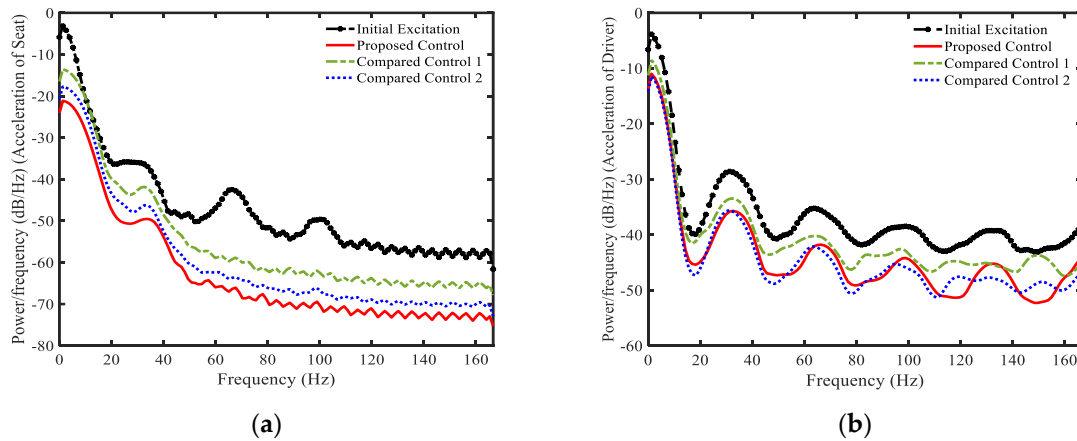 Power/frequency (dB/Hz) (Acceleration of Seat)
0
-10
-20
-30
-40
-50
-60
-70
-80
0 20 40 60 80 100 120 140 160
Frequency (Hz)
Initial Excitation
Proposed Control
Compared Control 1
Compared Control 2
(a)
Power/frequency (dB/Hz) (Acceleration of Driver)
0
-10
-20
-30
-40
-50
-60
0 20 40 60 80 100 120 140 160
Frequency (Hz)
Initial Excitation
Proposed Control
Compared Control 1
Compared Control 2
(b)